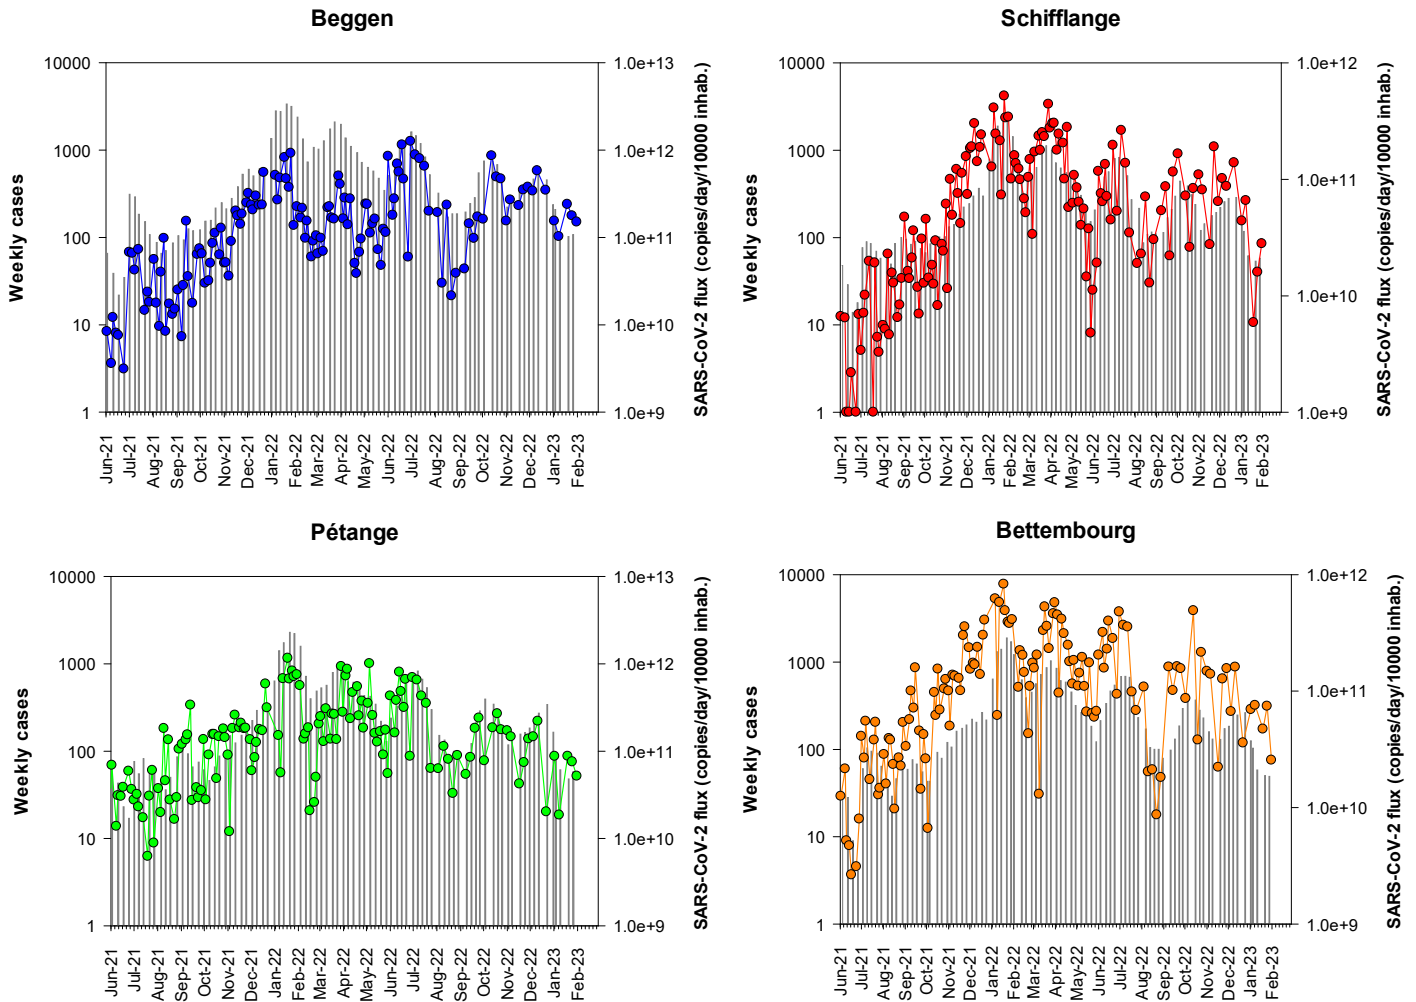 Beggen
Weekly cases
10000
1000
100
10
1
1.0e+13
1.0e+12
1.0e+11
1.0e+10
1.0e+9
SARS-CoV-2 flux (copies/day/10000 inhab.)
Jun-21
Jul-21
Aug-21
Sep-21
Oct-21
Nov-21
Dec-21
Jan-22
Feb-22
Mar-22
Apr-22
May-22
Jun-22
Jul-22
Aug-22
Sep-22
Oct-22
Nov-22
Dec-22
Jan-23
Feb-23
Schifflange
Weekly cases
10000
1000
100
10
1
1.0e+12
1.0e+11
1.0e+10
1.0e+9
SARS-CoV-2 flux (copies/day/10000 inhab.)
Jun-21
Jul-21
Aug-21
Sep-21
Oct-21
Nov-21
Dec-21
Jan-22
Feb-22
Mar-22
Apr-22
May-22
Jun-22
Jul-22
Aug-22
Sep-22
Oct-22
Nov-22
Dec-22
Jan-23
Feb-23
Pétange
Weekly cases
10000
1000
100
10
1
1.0e+13
1.0e+12
1.0e+11
1.0e+10
1.0e+9
SARS-CoV-2 flux (copies/day/10000 inhab.)
Jun-21
Jul-21
Aug-21
Sep-21
Oct-21
Nov-21
Dec-21
Jan-22
Feb-22
Mar-22
Apr-22
May-22
Jun-22
Jul-22
Aug-22
Sep-22
Oct-22
Nov-22
Dec-22
Jan-23
Feb-23
Bettembourg
Weekly cases
10000
1000
100
10
1
1.0e+12
1.0e+11
1.0e+10
1.0e+9
SARS-CoV-2 flux (copies/day/10000 inhab.)
Jun-21
Jul-21
Aug-21
Sep-21
Oct-21
Nov-21
Dec-21
Jan-22
Feb-22
Mar-22
Apr-22
May-22
Jun-22
Jul-22
Aug-22
Sep-22
Oct-22
Nov-22
Dec-22
Jan-23
Feb-23